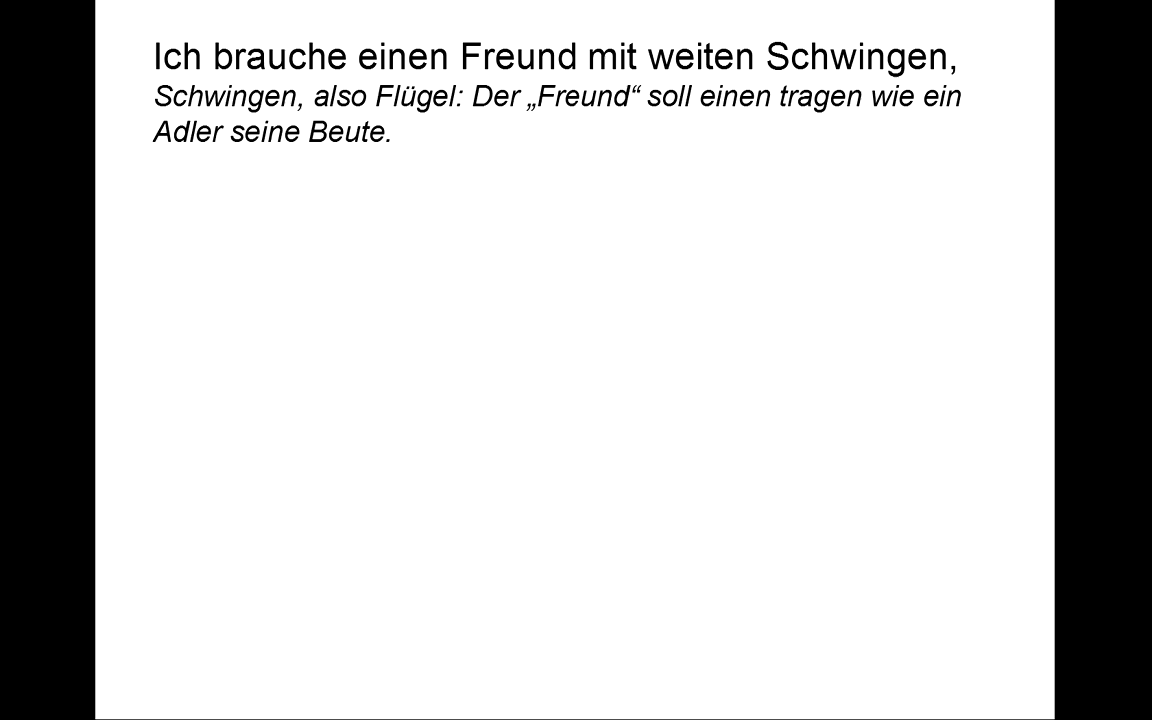 Ich brauche einen Freund mit weiten Schwingen,
Schwingen, also Flügel: Der „Freund“ soll einen tragen wie ein
Adler seine Beute.